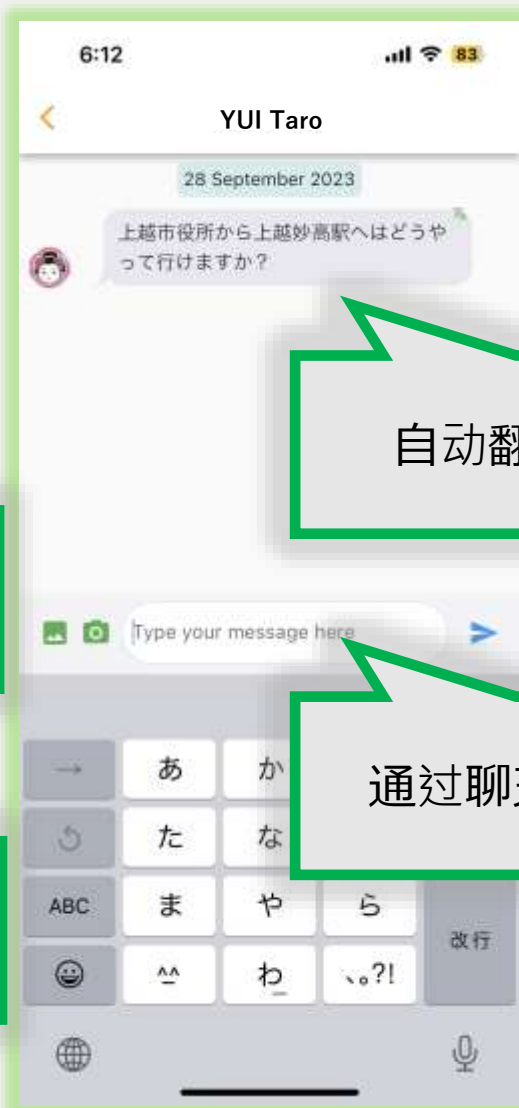 6:12
83
YUI Taro
28 September 2023
上越市役所から上越妙高駅へはどうや
って行けますか？
自动翻
Type your message here
通过聊
→
あ
か
た
な
ABC
ま
や
ら
改行
^^
わ
、。?!